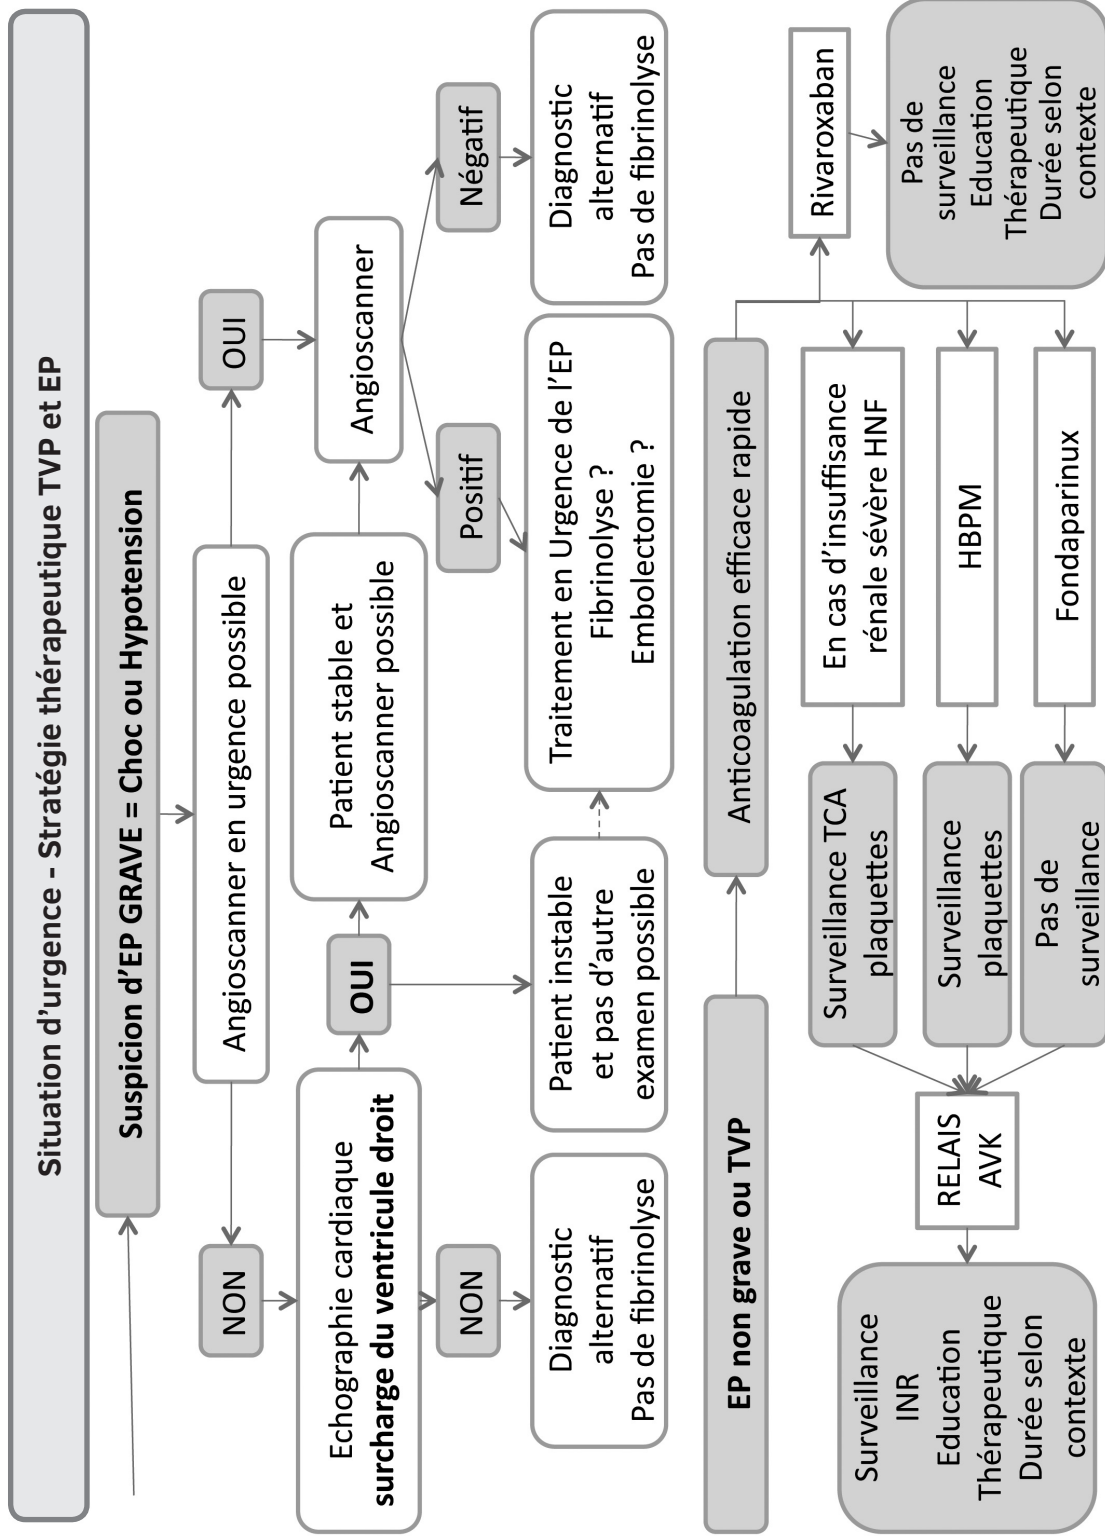 Situation d'urgence - Stratégie thérapeutique TVP et EP
Suspicion d'EP GRAVE = Choc ou Hypotension
Angioscanner en urgence possible
NON
OUI
Echographie cardiaque
surcharge du ventricule droit
OUI
Patient stable et
Angioscanner possible
Angioscanner
NON
Positif
Négatif
Diagnostic
alternatif
Pas de fibrinolyse
Patient instable
et pas d'autre
examen possible
Traitement en Urgence de l'EP
Fibrinolyse ?
Embolectomie ?
Diagnostic
alternatif
Pas de fibrinolyse
EP non grave ou TVP
Anticoagulation efficace rapide
Rivaroxaban
Pas de
surveillance
Education
Thérapeutique
Durée selon
contexte
En cas d'insuffisance
rénale sévère HNF
HBPM
Fondaparinux
Surveillance TCA
plaquettes
Surveillance
plaquettes
Pas de
surveillance
RELAIS
AVK
Surveillance
INR
Education
Thérapeutique
Durée selon
contexte